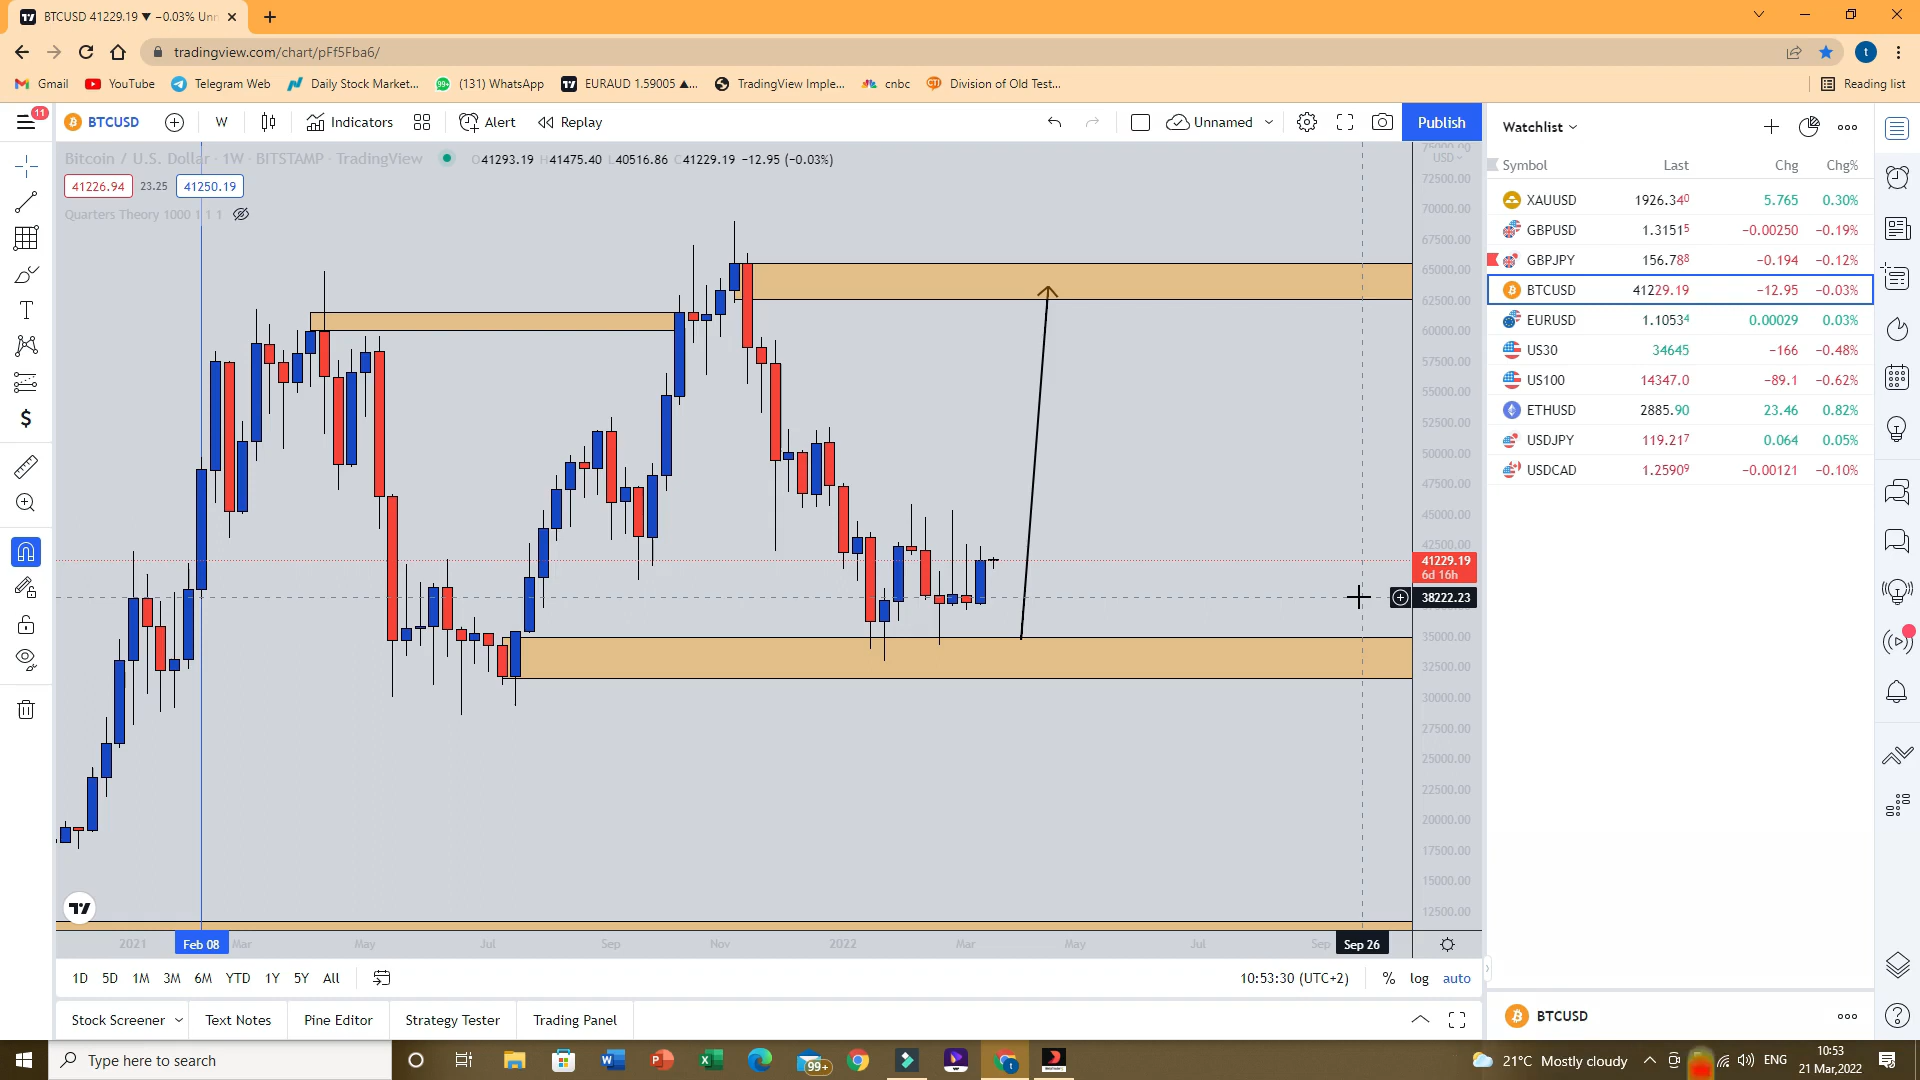 BTCUSD 41229.19 ▼ −0.03% Unn
tradingview.com/chart/pFf5Fba6/
t
Gmail
YouTube
Telegram Web
Daily Stock Market...
99+
(131) WhatsApp
EURAUD 1.59005 ▲...
TradingView Imple...
cnbc
Division of Old Test...
Reading list
11
BTCUSD
W
Indicators
Alert
Replay
Unnamed
Publish
Bitcoin / U.S. Dollar · 1W · BITSTAMP · TradingView
O41293.19 H41475.40 L40516.86 C41229.19 −12.95 (−0.03%)
41226.94 23.25 41250.19
Quarters Theory 1000 1 1 1
75000.00
USD
72500.00
70000.00
67500.00
65000.00
62500.00
60000.00
57500.00
55000.00
52500.00
50000.00
47500.00
45000.00
42500.00
41229.19
6d 16h
38222.23
35000.00
32500.00
30000.00
27500.00
25000.00
22500.00
20000.00
17500.00
15000.00
12500.00
2021 Feb 08 Mar May Jul Sep Nov 2022 Mar May Jul Sep Sep 26
1D 5D 1M 3M 6M YTD 1Y 5Y All
10:53:30 (UTC+2)
% log auto
Stock Screener
Text Notes
Pine Editor
Strategy Tester
Trading Panel
Watchlist
Symbol Last Chg Chg%
XAUUSD 1926.340 5.765 0.30%
GBPUSD 1.31515 −0.00250 −0.19%
GBPJPY 156.788 −0.194 −0.12%
BTCUSD 41229.19 −12.95 −0.03%
EURUSD 1.10534 0.00029 0.03%
US30 34645 −166 −0.48%
US100 14347.0 −89.1 −0.62%
ETHUSD 2885.90 23.46 0.82%
USDJPY 119.217 0.064 0.05%
USDCAD 1.25909 −0.00121 −0.10%
BTCUSD
Type here to search
99+
21°C Mostly cloudy
ENG
10:53
21 Mar,2022